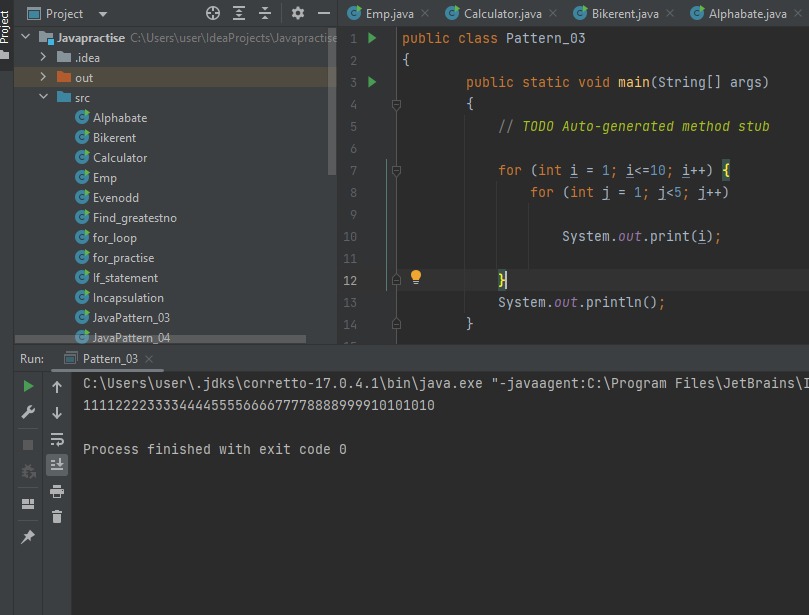 Project
Project
Emp.java
Calculator.java
Bikerent.java
Alphabate.java
Javapractise C:\Users\user\IdeaProjects\Javapractise
.idea
out
src
Alphabate
Bikerent
Calculator
Emp
Evenodd
Find_greatestno
for_loop
for_practise
If_statement
Incapsulation
JavaPattern_03
JavaPattern_04
1 public class Pattern_03
2 {
3 public static void main(String[] args)
4 {
5 // TODO Auto-generated method stub
6
7 for (int i = 1; i<=10; i++) {
8 for (int j = 1; j<5; j++)
9
10 System.out.print(i);
11
12 }
13 System.out.println();
14 }
Run: Pattern_03
C:\Users\user\.jdks\corretto-17.0.4.1\bin\java.exe "-javaagent:C:\Program Files\JetBrains\I
11112222333344445555666677778888999910101010
Process finished with exit code 0